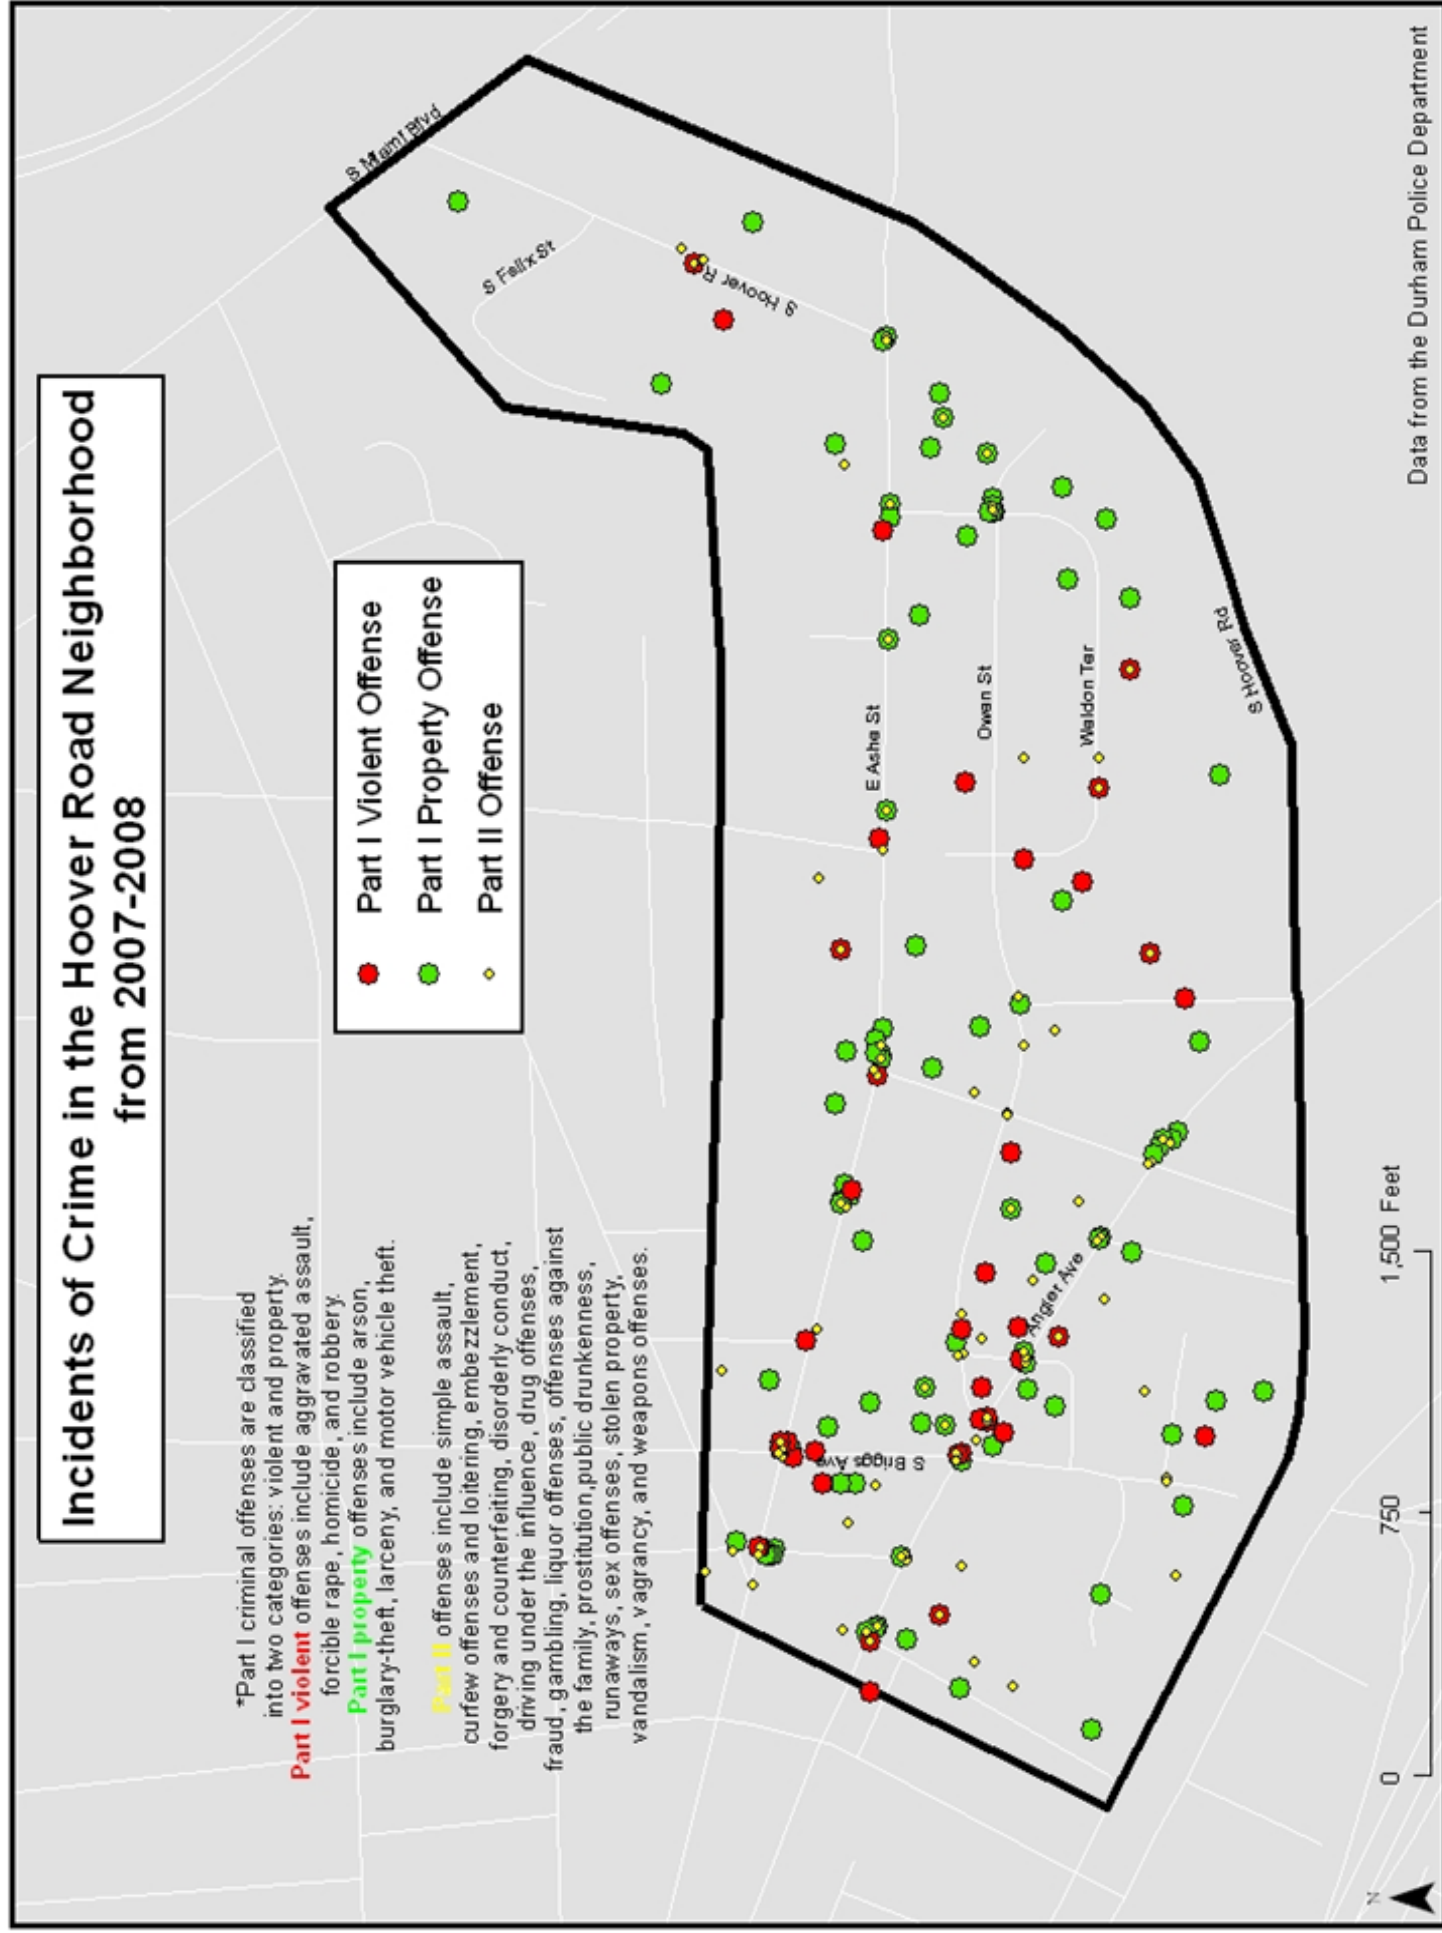 Incidents of Crime in the Hoover Road Neighborhood
from 2007-2008
*Part I criminal offenses are classified
into two categories: violent and property.
Part I violent offenses include aggravated assault,
forcible rape, homicide, and robbery.
Part I property offenses include arson,
burglary-theft, larceny, and motor vehicle theft.
Part II offenses include simple assault,
curfew offenses and loitering, embezzlement,
forgery and counterfeiting, disorderly conduct,
driving under the influence, drug offenses,
fraud, gambling, liquor offenses, offenses against
the family, prostitution,public drunkenness,
runaways, sex offenses, stolen property,
vandalism, vagrancy, and weapons offenses.
Part I Violent Offense
Part I Property Offense
Part II Offense
S Miami Blvd
S Felix St
S Hoover R
E Ashe St
Owen St
Waldon Ter
S Hoover Rd
S Briggs Ave
Angier Ave
N
0 750 1,500 Feet
Data from the Durham Police Department